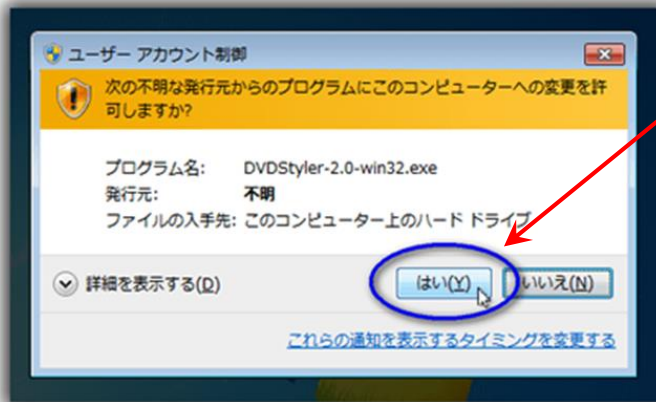 ユーザー アカウント制御
次の不明な発行元からのプログラムにこのコンピューターへの変更を許
可しますか?
プログラム名: DVDStyler-2.0-win32.exe
発行元: 不明
ファイルの入手先: このコンピューター上のハード ドライブ
詳細を表示する(D)
はい(Y)
いいえ(N)
これらの通知を表示するタイミングを変更する